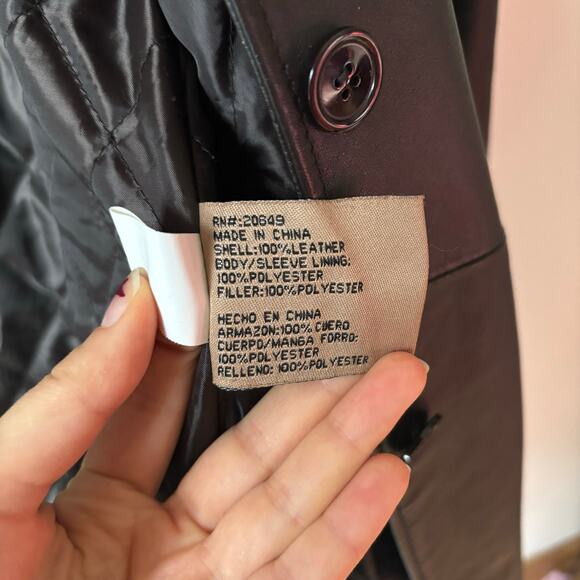 RN#:20649
MADE IN CHINA
SHELL:100%LEATHER
BODY/SLEEVE LINING:
100%POLYESTER
FILLER:100%POLYESTER
HECHO EN CHINA
ARMAZON:100% CUERO
CUERPO/MANGA FORRO:
100%POLYESTER
RELLENO: 100%POLYESTER